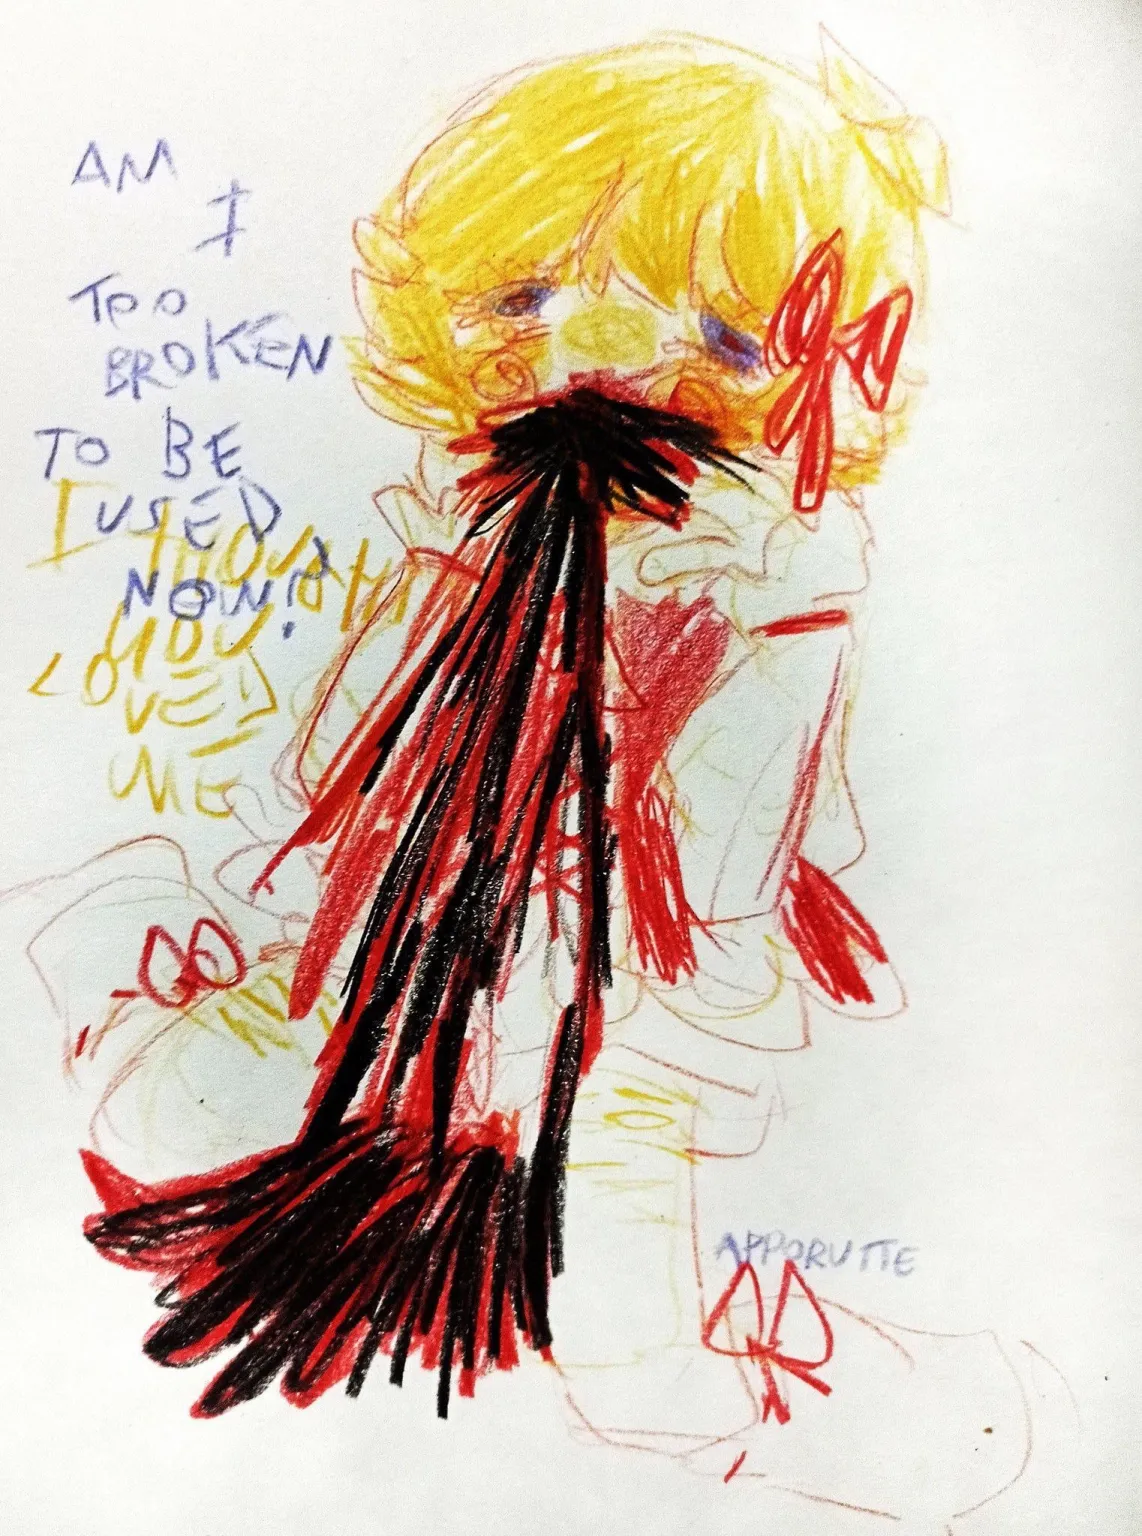 AM
I
TOO
BROKEN
TO BE
USED
NOW?
I THOUGHT
YOU
LOVED
ME
APPORUTTE